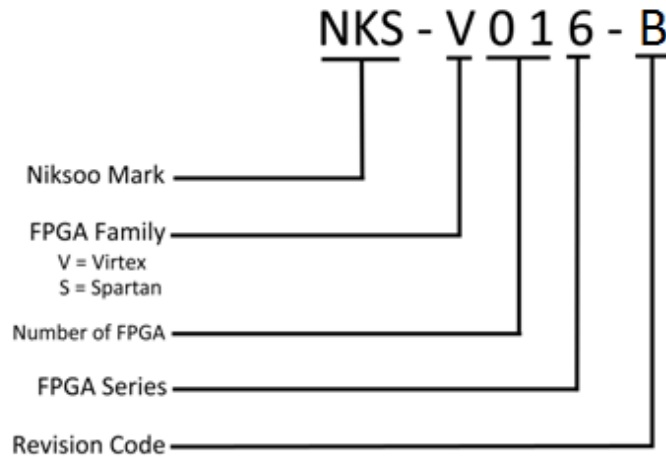 NKS - V 0 1 6 - B
Niksoo Mark
FPGA Family
V = Virtex
S = Spartan
Number of FPGA
FPGA Series
Revision Code